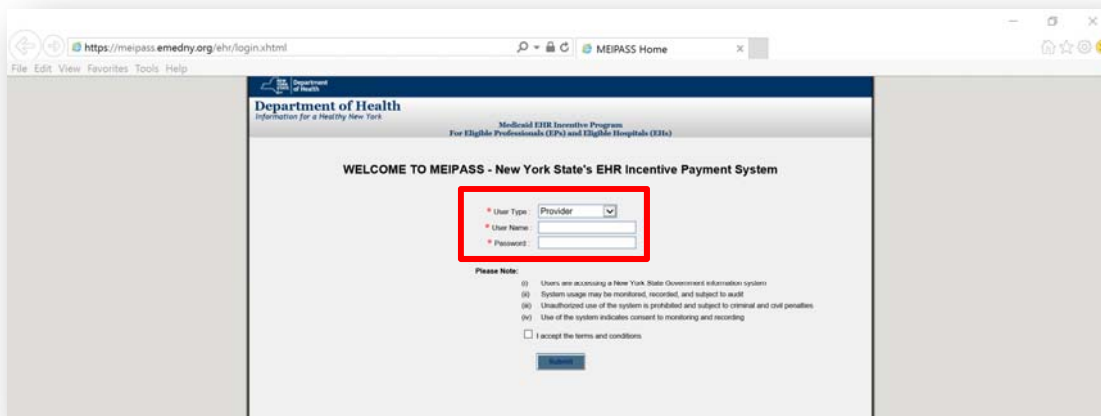 https://meipass.emedny.org/ehr/login.xhtml
MEIPASS Home
File Edit View Favorites Tools Help
NEW YORK STATE Department of Health
Department of Health
Information for a Healthy New York
Medicaid EHR Incentive Program
For Eligible Professionals (EPs) and Eligible Hospitals (EHs)
WELCOME TO MEIPASS - New York State's EHR Incentive Payment System
* User Type : Provider
* User Name :
* Password :
Please Note:
(i) Users are accessing a New York State Government information system
(ii) System usage may be monitored, recorded, and subject to audit
(iii) Unauthorized use of the system is prohibited and subject to criminal and civil penalties
(iv) Use of the system indicates consent to monitoring and recording
I accept the terms and conditions
Submit